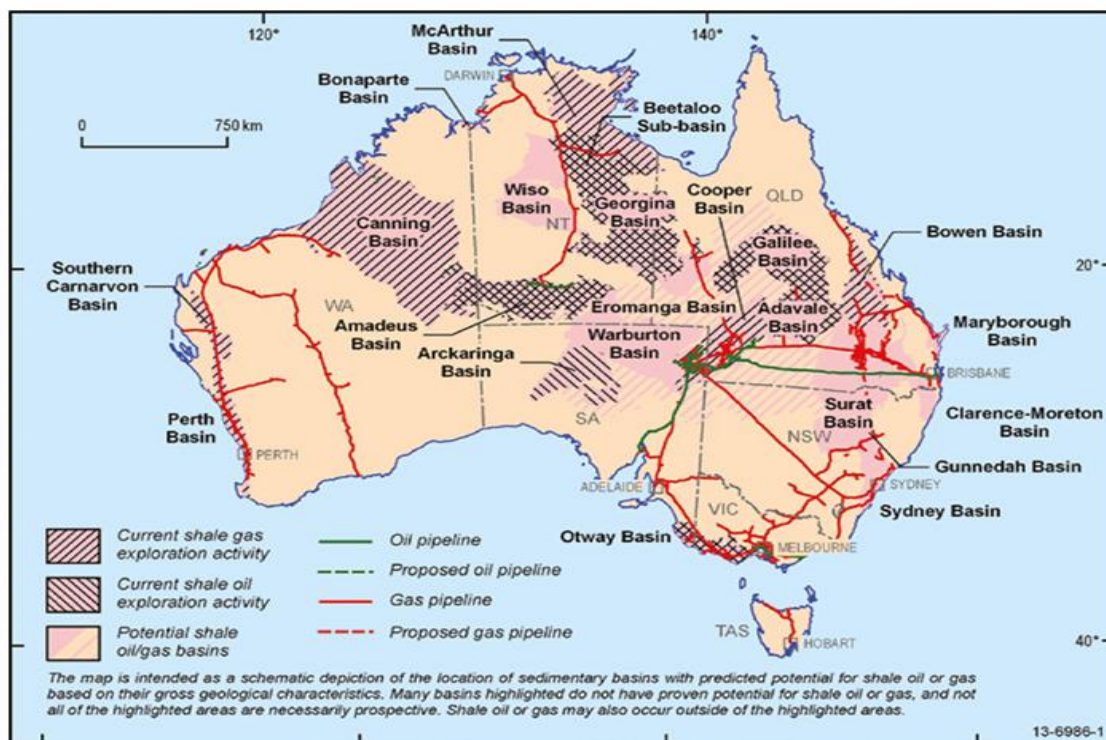 120°
140°
McArthur
Basin
DARWIN
Bonaparte
Basin
Beetaloo
Sub-basin
0
750 km
Wiso
Basin
NT
Georgina
Basin
Cooper
Basin
QLD
Canning
Basin
Galilee
Basin
Bowen Basin
20°
Southern
Carnarvon
Basin
WA
Eromanga Basin
Adavale
Basin
Amadeus
Basin
Warburton
Basin
Maryborough
Basin
Arckaringa
Basin
BRISBANE
Perth
Basin
SA
Surat
Basin
Clarence-Moreton
Basin
NSW
PERTH
Gunnedah Basin
ADELAIDE
SYDNEY
VIC
Sydney Basin
Otway Basin
MELBOURNE
Current shale gas
exploration activity
Current shale oil
exploration activity
Potential shale
oil/gas basins
Oil pipeline
Proposed oil pipeline
Gas pipeline
Proposed gas pipeline
TAS
HOBART
40°
The map is intended as a schematic depiction of the location of sedimentary basins with predicted potential for shale oil or gas
based on their gross geological characteristics. Many basins highlighted do not have proven potential for shale oil or gas, and not
all of the highlighted areas are necessarily prospective. Shale oil or gas may also occur outside of the highlighted areas.
13-6986-1